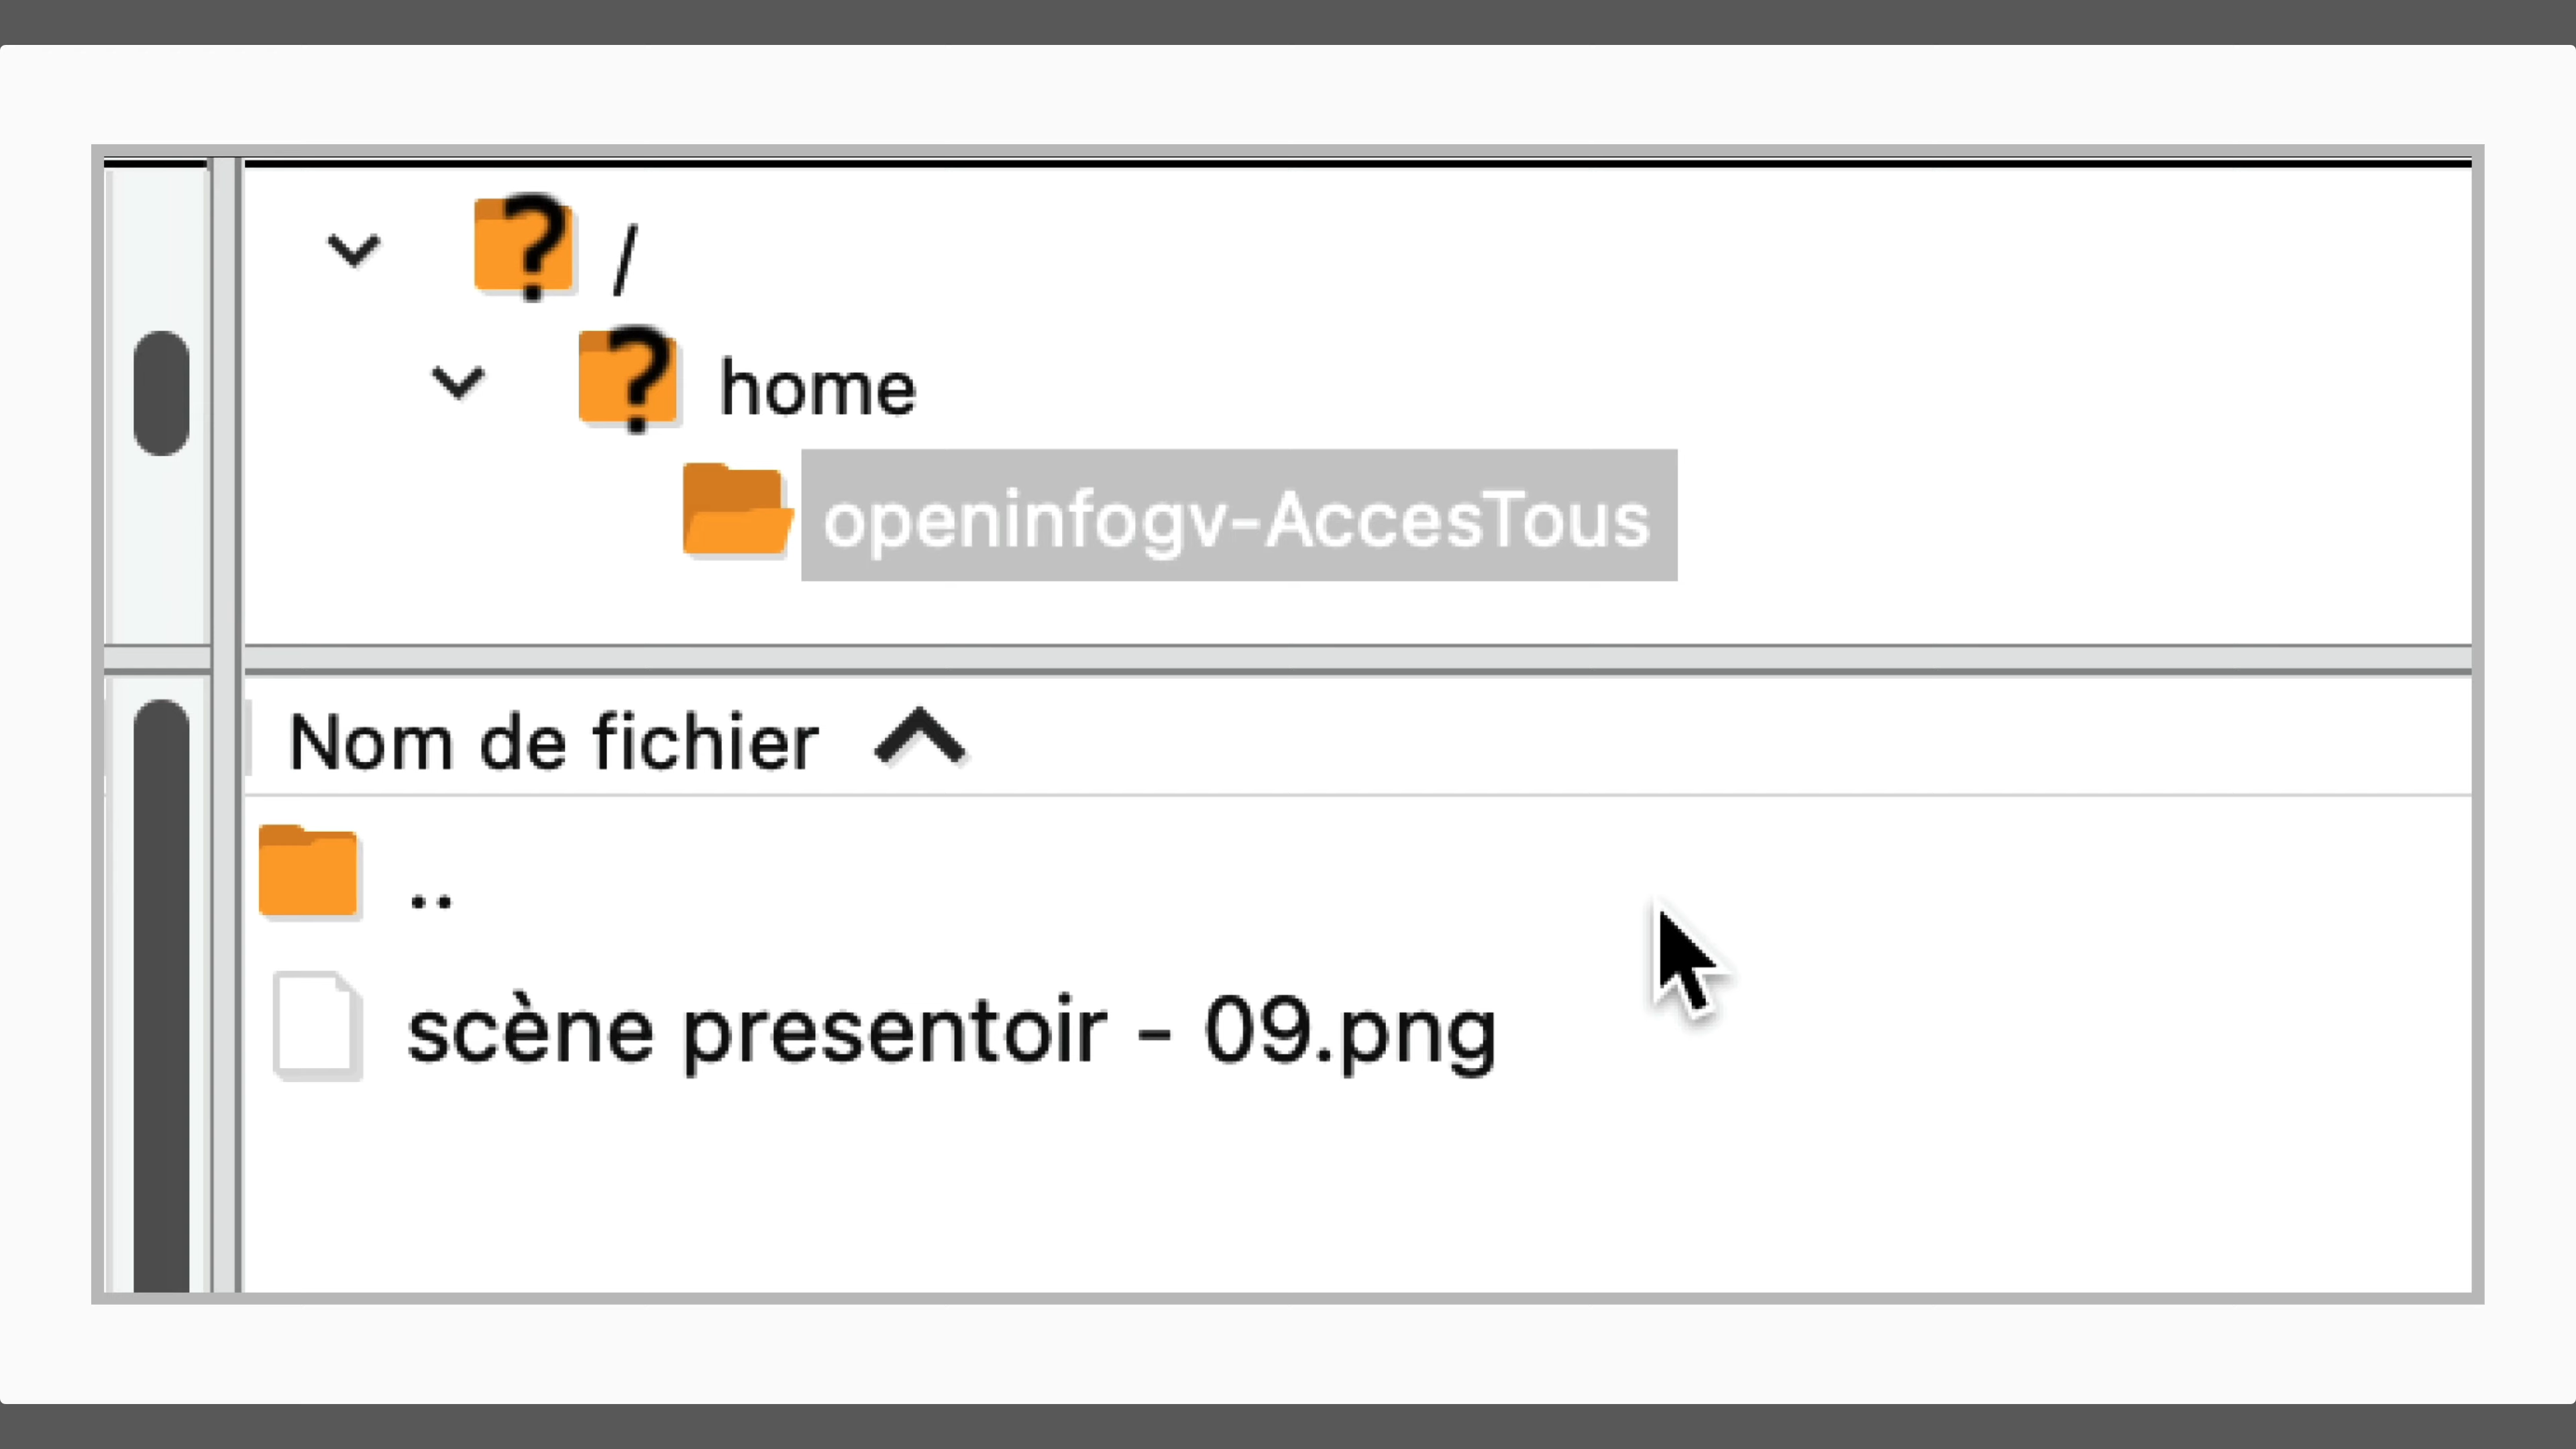 /
home
openinfogv-AccesTous
Nom de fichier
..
scène presentoir - 09.png